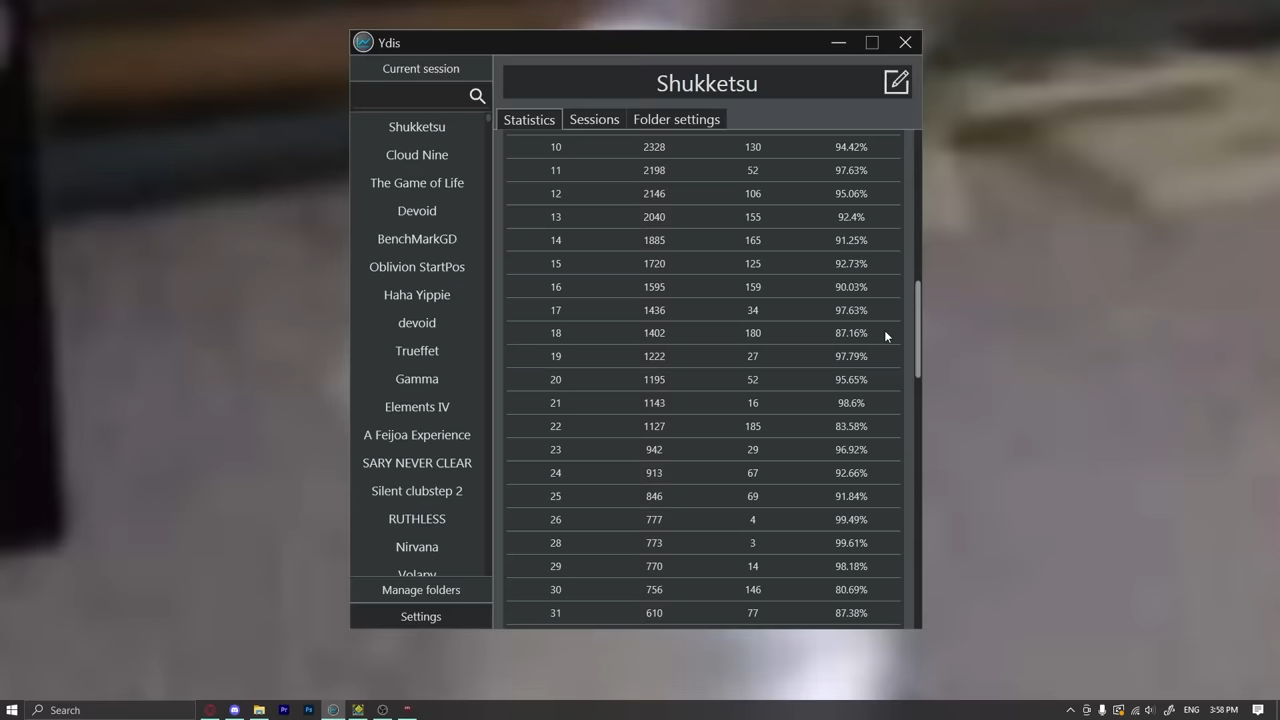 Ydis
Current session
Shukketsu
Cloud Nine
The Game of Life
Devoid
BenchMarkGD
Oblivion StartPos
Haha Yippie
devoid
Trueffet
Gamma
Elements IV
A Feijoa Experience
SARY NEVER CLEAR
Silent clubstep 2
RUTHLESS
Nirvana
Volapy
Manage folders
Settings
Shukketsu
Statistics Sessions Folder settings
10 2328 130 94.42%
11 2198 52 97.63%
12 2146 106 95.06%
13 2040 155 92.4%
14 1885 165 91.25%
15 1720 125 92.73%
16 1595 159 90.03%
17 1436 34 97.63%
18 1402 180 87.16%
19 1222 27 97.79%
20 1195 52 95.65%
21 1143 16 98.6%
22 1127 185 83.58%
23 942 29 96.92%
24 913 67 92.66%
25 846 69 91.84%
26 777 4 99.49%
28 773 3 99.61%
29 770 14 98.18%
30 756 146 80.69%
31 610 77 87.38%
Search
Pr
Ps
ENG 3:58 PM